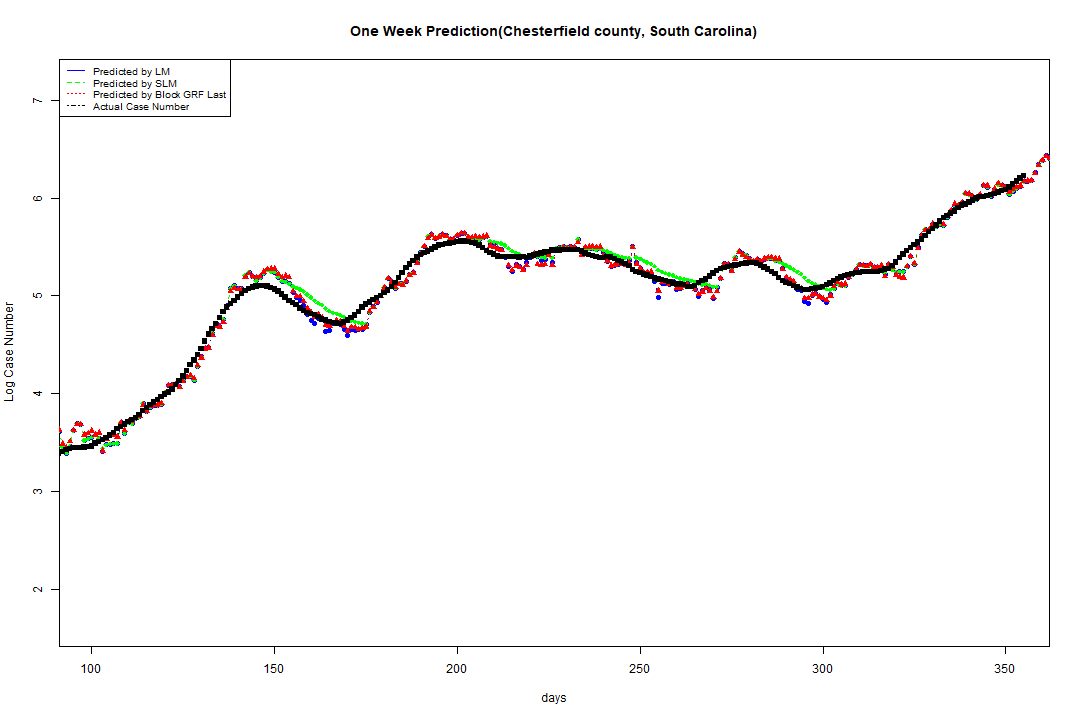 One Week Prediction(Chesterfield county, South Carolina)
Predicted by LM
Predicted by SLM
Predicted by Block GRF Last
Actual Case Number
7
6
5
4
3
2
Log Case Number
100 150 200 250 300 350
days